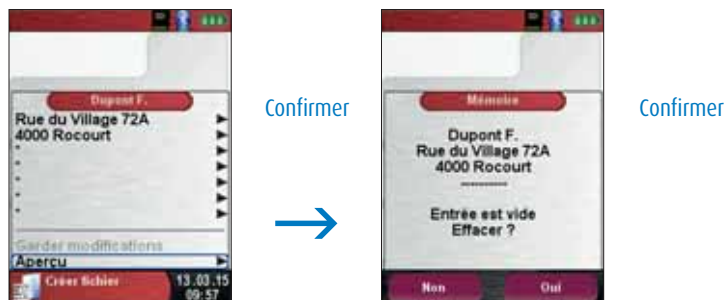 Dupont F.
Rue du Village 72A
4000 Rocourt
-
-
-
-
-
Garder modifications
Aperçu
Créer fichier
13.03.15
09:57
Confirmer
→
Mémoire
Dupont F.
Rue du Village 72A
4000 Rocourt
----------
Entrée est vide
Effacer ?
Non
Oui
Confirmer